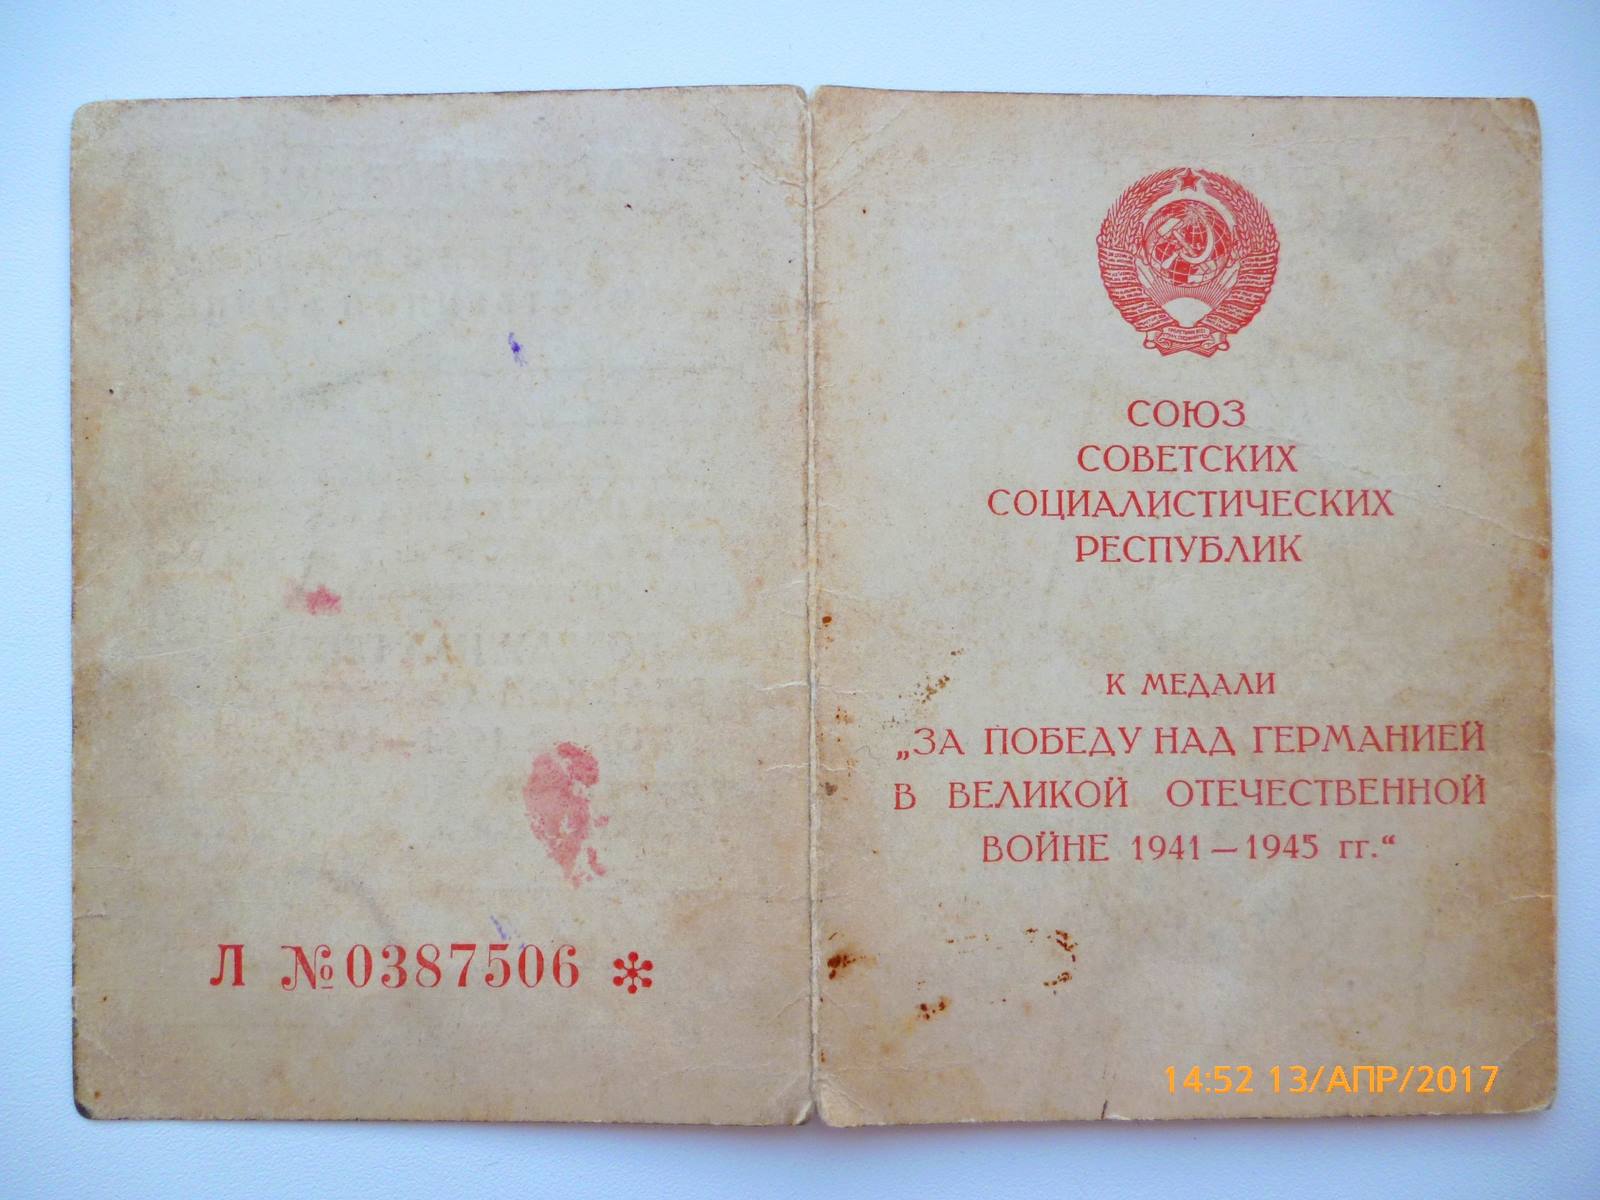 Л №0387506
СОЮЗ
СОВЕТСКИХ
СОЦИАЛИСТИЧЕСКИХ
РЕСПУБЛИК
К МЕДАЛИ
„ЗА ПОБЕДУ НАД ГЕРМАНИЕЙ
В ВЕЛИКОЙ ОТЕЧЕСТВЕННОЙ
ВОЙНЕ 1941—1945 гг.“
14:52 13/АПР/2017